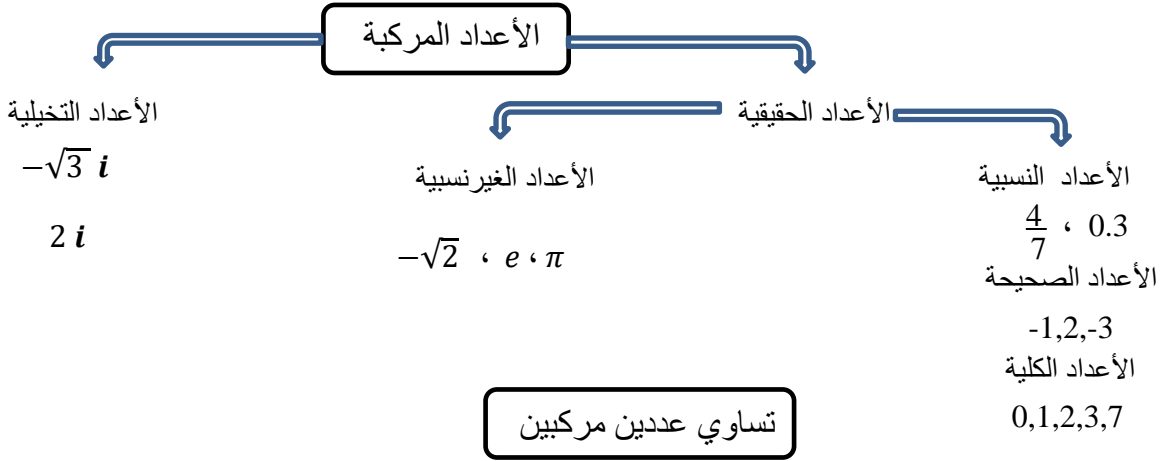 الأعداد المركبة
الأعداد الحقيقية
الأعداد التخيلية
الأعداد النسبية
الأعداد الغيرنسبية
−√3 i
4/7 ، 0.3
2 i
−√2 ، e ، π
الأعداد الصحيحة
-1,2,-3
الأعداد الكلية
0,1,2,3,7
تساوي عددين مركبين